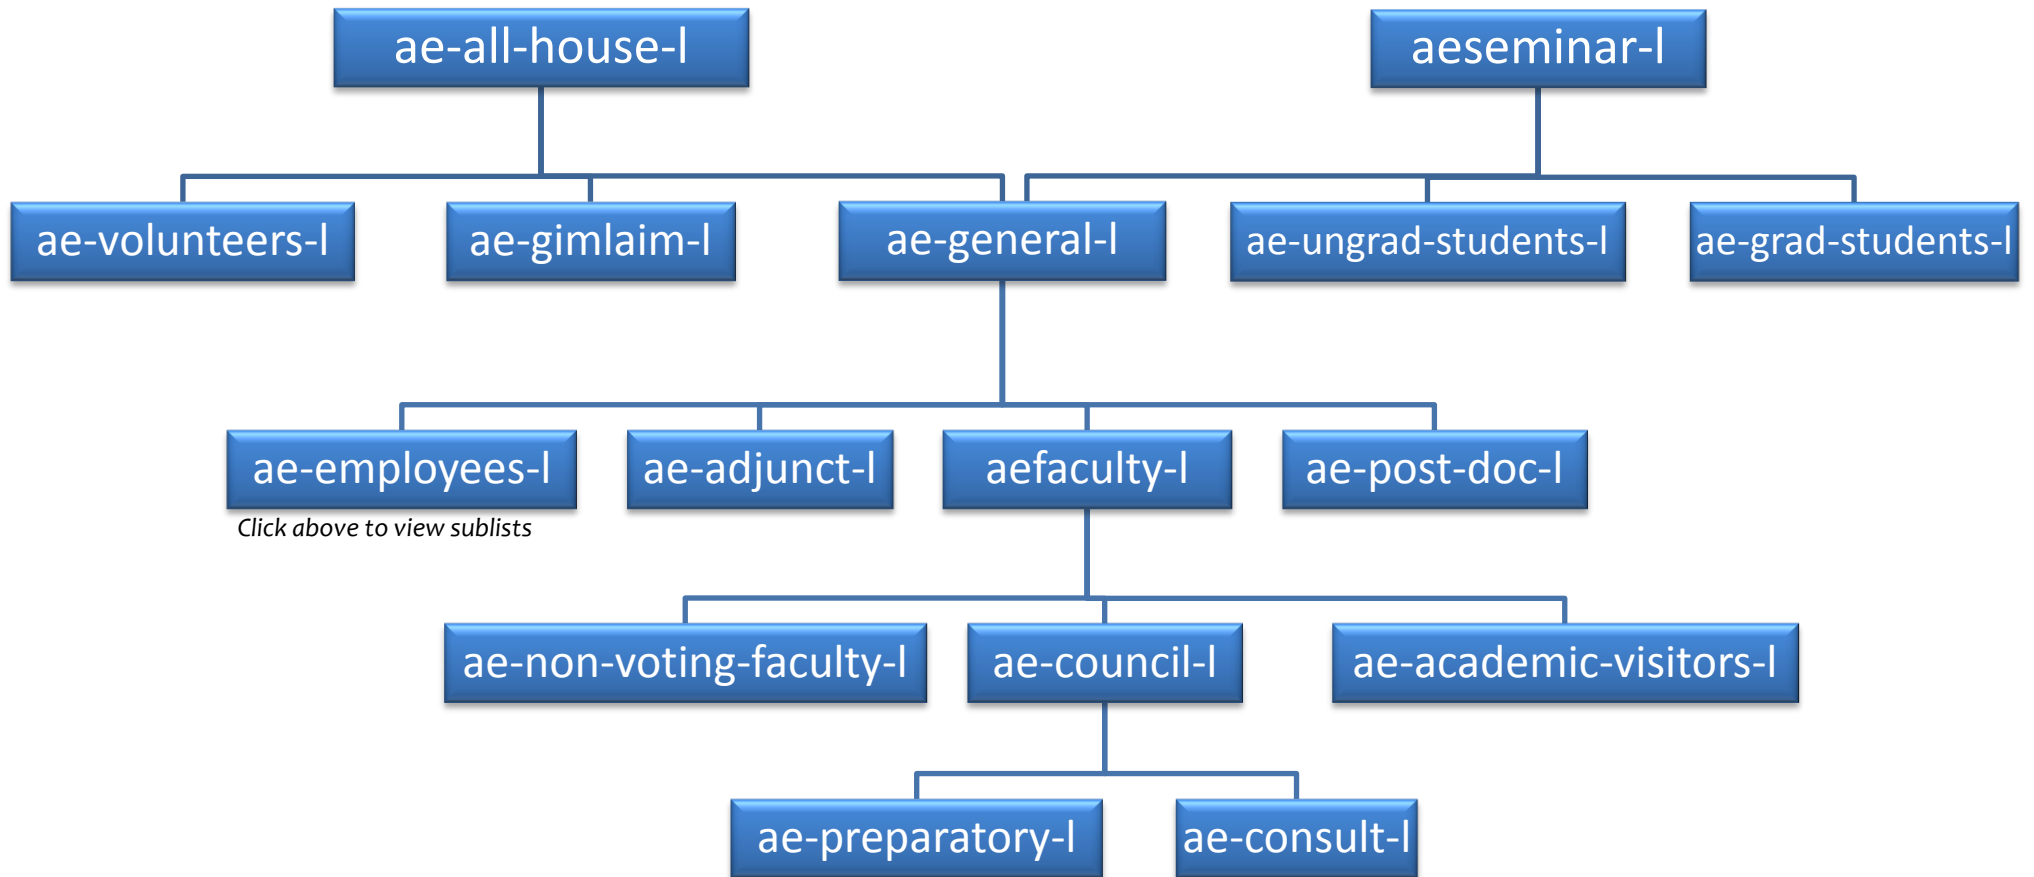 ae-all-house-l
aeseminar-l
ae-volunteers-l
ae-gimlaim-l
ae-general-l
ae-ungrad-students-l
ae-grad-students-l
ae-employees-l
ae-adjunct-l
aefaculty-l
ae-post-doc-l
Click above to view sublists
ae-non-voting-faculty-l
ae-council-l
ae-academic-visitors-l
ae-preparatory-l
ae-consult-l